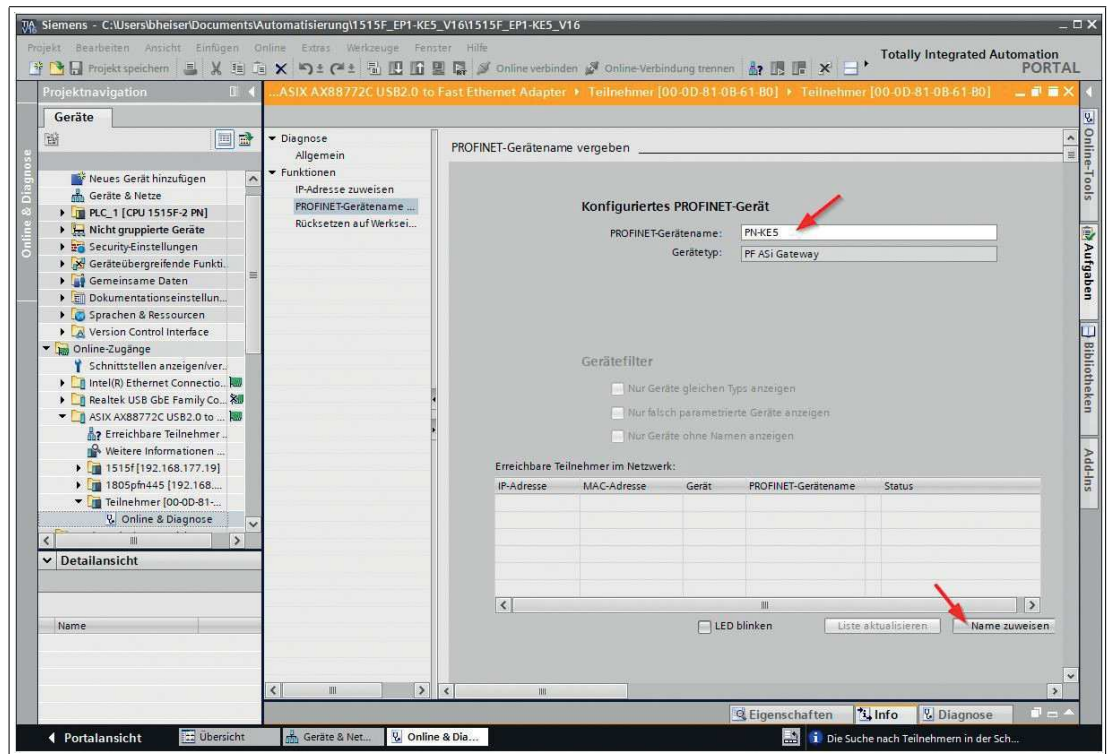 Siemens - C:\Users\bheiser\Documents\Automatisierung\1515F_EP1-KE5_V16\1515F_EP1-KE5_V16
Projekt Bearbeiten Ansicht Einfügen Online Extras Werkzeuge Fenster Hilfe
Projekt speichern Online verbinden Online-Verbindung trennen
Totally Integrated Automation
PORTAL
Projektnavigation
...ASIX AX88772C USB2.0 to Fast Ethernet Adapter Teilnehmer [00-0D-81-0B-61-B0] Teilnehmer [00-0D-81-0B-61-B0]
Geräte
Neues Gerät hinzufügen
Geräte & Netze
PLC_1 [CPU 1515F-2 PN]
Nicht gruppierte Geräte
Security-Einstellungen
Geräteübergreifende Funkti...
Gemeinsame Daten
Dokumentationseinstellun...
Sprachen & Ressourcen
Version Control Interface
Online-Zugänge
Schnittstellen anzeigen/ver...
Intel(R) Ethernet Connectio...
Realtek USB GbE Family Co...
ASIX AX88772C USB2.0 to ...
Erreichbare Teilnehmer ...
Weitere Informationen ...
1515f [192.168.177.19]
1805pfn445 [192.168....
Teilnehmer [00-0D-81-...
Online & Diagnose
Detailansicht
Name
Online & Diagnose
Diagnose
Allgemein
Funktionen
IP-Adresse zuweisen
PROFINET-Gerätename ...
Rücksetzen auf Werksei...
PROFINET-Gerätename vergeben
Konfiguriertes PROFINET-Gerät
PROFINET-Gerätename: PN-KE5
Gerätetyp: PF ASi Gateway
Gerätefilter
Nur Geräte gleichen Typs anzeigen
Nur falsch parametrierte Geräte anzeigen
Nur Geräte ohne Namen anzeigen
Erreichbare Teilnehmer im Netzwerk:
IP-Adresse MAC-Adresse Gerät PROFINET-Gerätename Status
LED blinken Liste aktualisieren Name zuweisen
Online-Tools
Aufgaben
Bibliotheken
Add-Ins
Eigenschaften Info Diagnose
Portalansicht Übersicht Geräte & Net... Online & Dia... Die Suche nach Teilnehmern in der Sch...